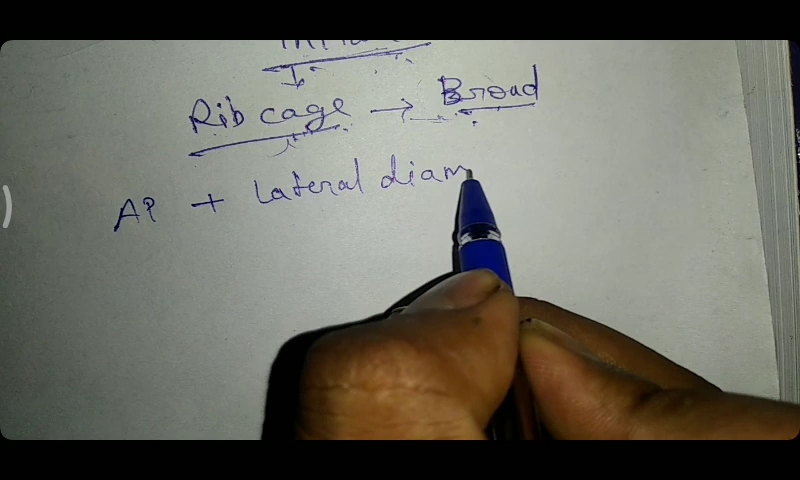 Rib cage → Broad
AP + Lateral diam